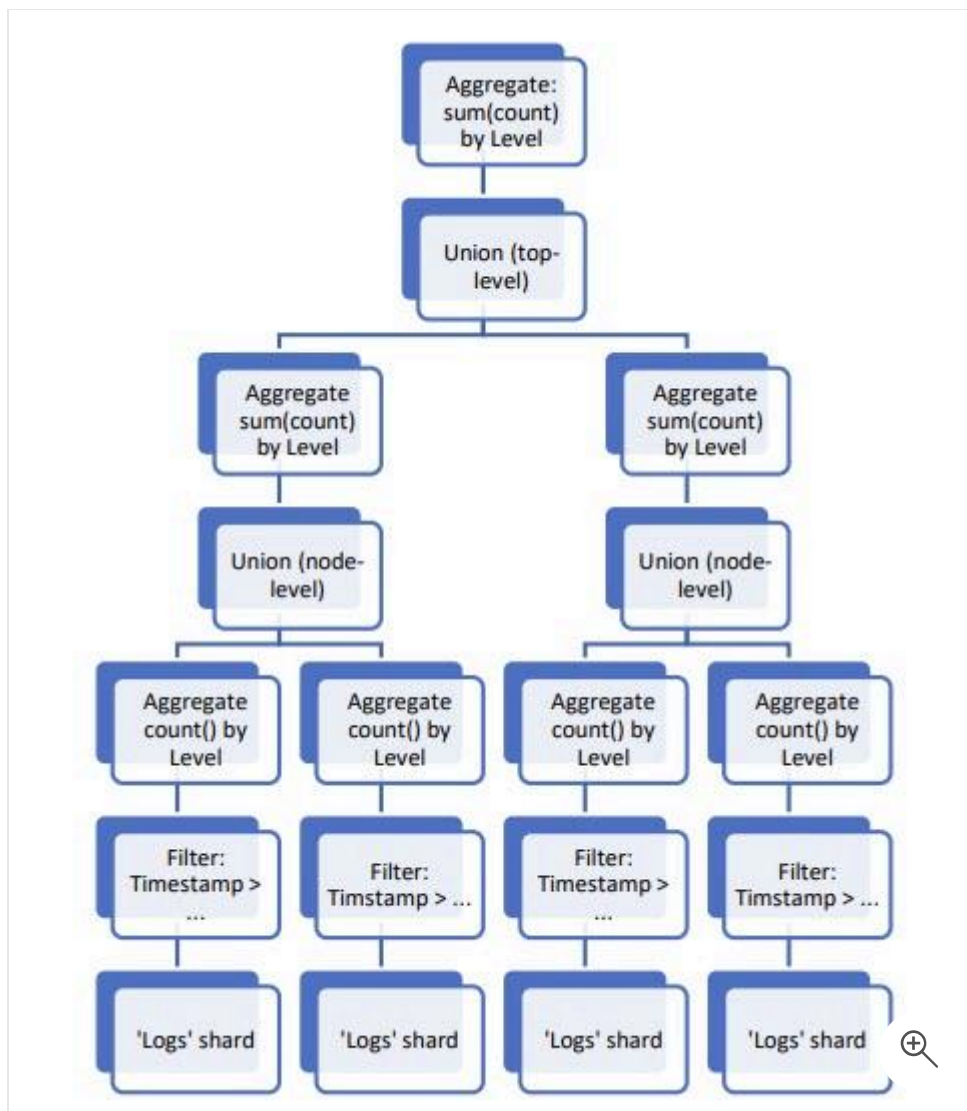 Aggregate:
sum(count)
by Level
Union (top-
level)
Aggregate
sum(count)
by Level
Aggregate
sum(count)
by Level
Union (node-
level)
Union (node-
level)
Aggregate
count() by
Level
Aggregate
count() by
Level
Aggregate
count() by
Level
Aggregate
count() by
Level
Filter:
Timestamp >
...
Filter:
Timstamp > ...
Filter:
Timestamp >
...
Filter:
Timstamp > ...
'Logs' shard
'Logs' shard
'Logs' shard
'Logs' shard